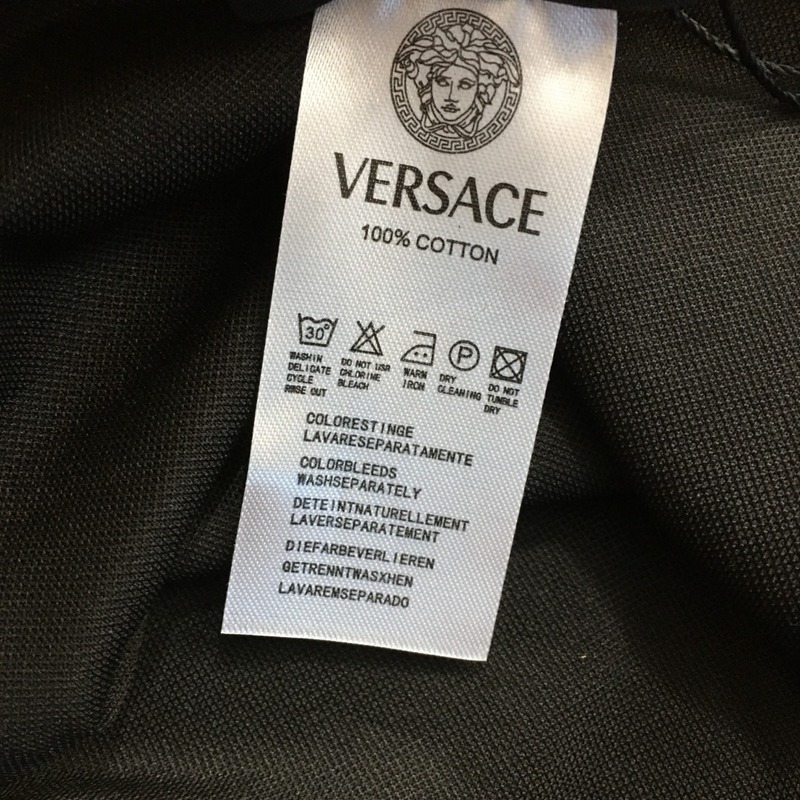 VERSACE
100% COTTON
30°
P
WASHIN
DELICATE
CYCLE
RINSE OUT
DO NOT USR
CHLORINE
BLEACH
WARM
IRON
DRY
CLEANING
DO NOT
TUMBLE
DRY
COLORESTINGE
LAVARESEPARATAMENTE
COLORBLEEDS
WASHSEPARATELY
DETEINTNATURELLEMENT
LAVERSEPARATEMENT
DIEFARBEVERLIEREN
GETRENNTWASXHEN
LAVAREMSEPARADO